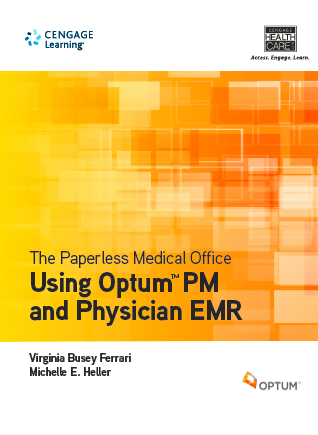 CENGAGE
Learning®
CENGAGE
HEALTH
CARE
Access. Engage. Learn.
The Paperless Medical Office
Using Optum™ PM
and Physician EMR
Virginia Busey Ferrari
Michelle E. Heller
OPTUM™